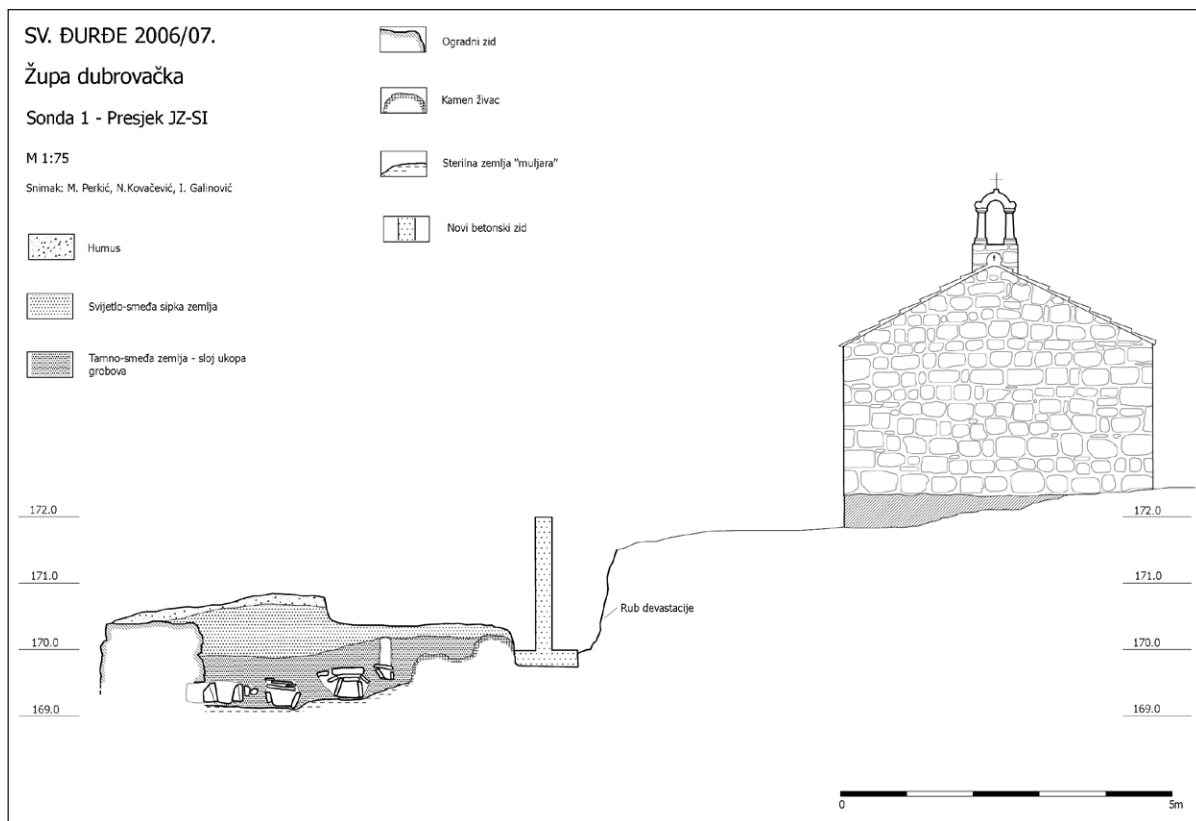 SV. ĐURĐE 2006/07.
Župa dubrovačka
Sonda 1 - Presjek JZ-SI
M 1:75
Snimak: M. Perkić, N.Kovačević, I. Galinović
Humus
Svijetlo-smeđa sipka zemlja
Tamno-smeđa zemlja - sloj ukopa
grobova
Ogradni zid
Kamen živac
Sterilna zemlja "muljara"
Novi betonski zid
172.0
171.0
170.0
169.0
Rub devastacije
172.0
171.0
170.0
169.0
0
5m